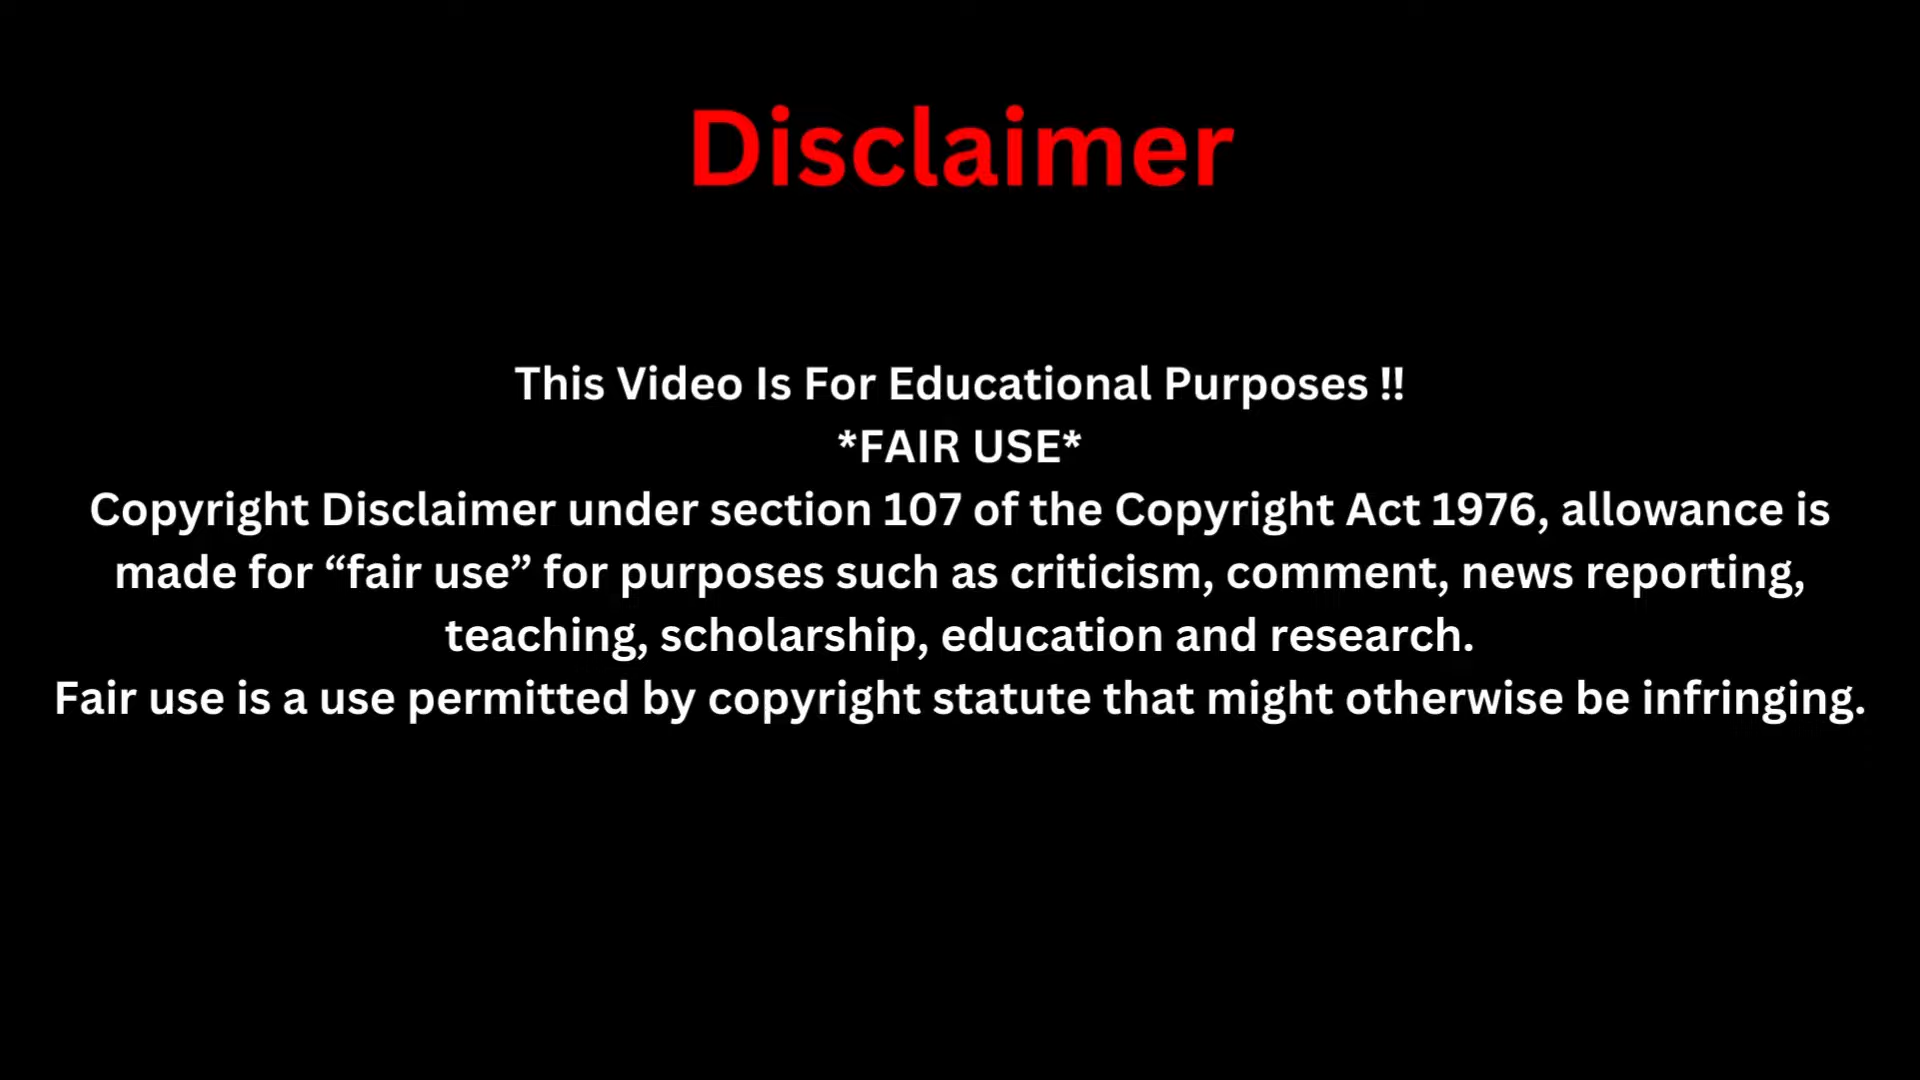 Disclaimer
This Video Is For Educational Purposes !!
*FAIR USE*
Copyright Disclaimer under section 107 of the Copyright Act 1976, allowance is
made for “fair use” for purposes such as criticism, comment, news reporting,
teaching, scholarship, education and research.
Fair use is a use permitted by copyright statute that might otherwise be infringing.